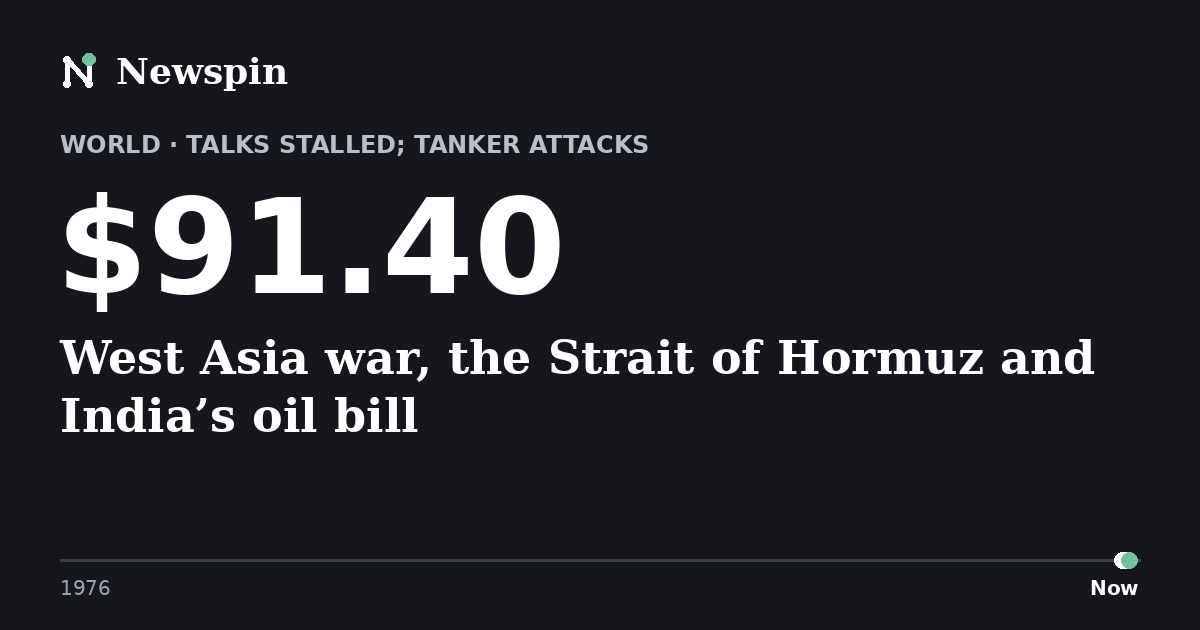 Newspin
WORLD · TALKS STALLED; TANKER ATTACKS
$91.40
West Asia war, the Strait of Hormuz and
India’s oil bill
1976
Now